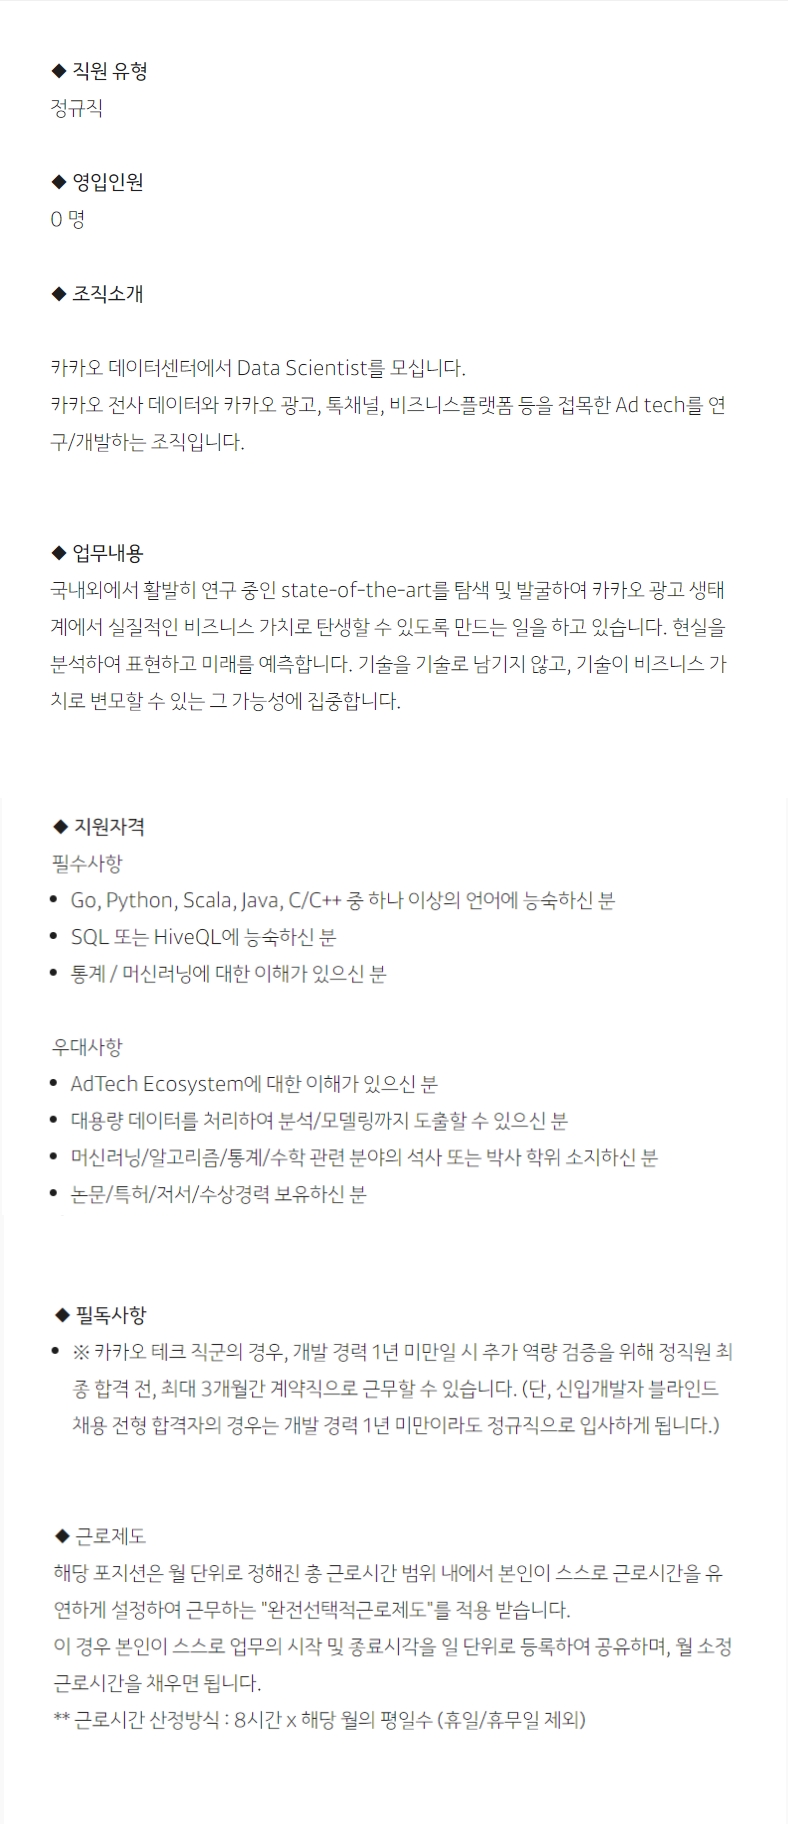 ◆ 직원 유형
정규직
◆ 영입인원
0 명
◆ 조직소개
카카오 데이터센터에서 Data Scientist를 모십니다.
카카오 전사 데이터와 카카오 광고, 톡채널, 비즈니스플랫폼 등을 접목한 Ad tech를 연
구/개발하는 조직입니다.
◆ 업무내용
국내외에서 활발히 연구 중인 state-of-the-art를 탐색 및 발굴하여 카카오 광고 생태
계에서 실질적인 비즈니스 가치로 탄생할 수 있도록 만드는 일을 하고 있습니다. 현실을
분석하여 표현하고 미래를 예측합니다. 기술을 기술로 남기지 않고, 기술이 비즈니스 가
치로 변모할 수 있는 그 가능성에 집중합니다.
◆ 지원자격
필수사항
• Go, Python, Scala, Java, C/C++ 중 하나 이상의 언어에 능숙하신 분
• SQL 또는 HiveQL에 능숙하신 분
• 통계 / 머신러닝에 대한 이해가 있으신 분
우대사항
• AdTech Ecosystem에 대한 이해가 있으신 분
• 대용량 데이터를 처리하여 분석/모델링까지 도출할 수 있으신 분
• 머신러닝/알고리즘/통계/수학 관련 분야의 석사 또는 박사 학위 소지하신 분
• 논문/특허/저서/수상경력 보유하신 분
◆ 필독사항
• ※ 카카오 테크 직군의 경우, 개발 경력 1년 미만일 시 추가 역량 검증을 위해 정직원 최
종 합격 전, 최대 3개월간 계약직으로 근무할 수 있습니다. (단, 신입개발자 블라인드
채용 전형 합격자의 경우는 개발 경력 1년 미만이라도 정규직으로 입사하게 됩니다.)
◆ 근로제도
해당 포지션은 월 단위로 정해진 총 근로시간 범위 내에서 본인이 스스로 근로시간을 유
연하게 설정하여 근무하는 "완전선택적근로제도"를 적용 받습니다.
이 경우 본인이 스스로 업무의 시작 및 종료시각을 일 단위로 등록하여 공유하며, 월 소정
근로시간을 채우면 됩니다.
** 근로시간 산정방식 : 8시간 x 해당 월의 평일수 (휴일/휴무일 제외)